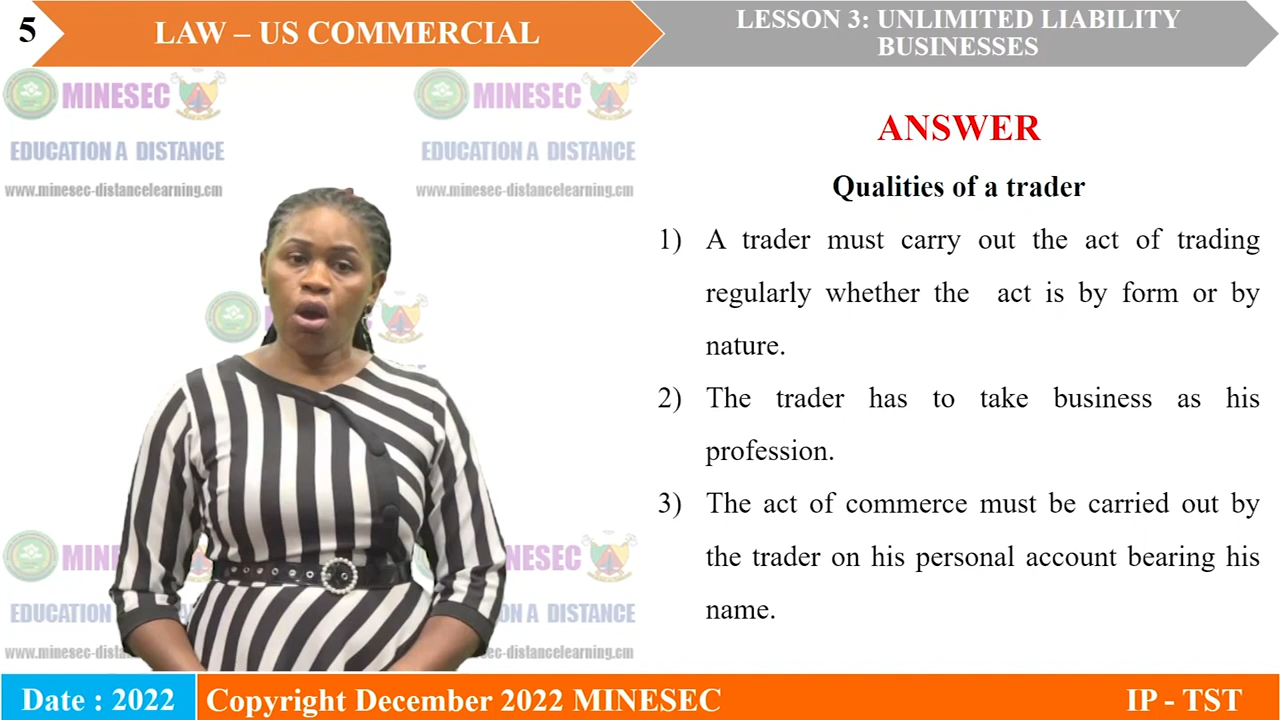 5
LAW – US COMMERCIAL
LESSON 3: UNLIMITED LIABILITY
BUSINESSES
MINESEC
MINESEC
EDUCATION A DISTANCE
EDUCATION A DISTANCE
www.minesec-distancelearning.cm
www.minesec-distancelearning.cm
ANSWER
Qualities of a trader
1) A trader must carry out the act of trading
regularly whether the act is by form or by
nature.
2) The trader has to take business as his
profession.
3) The act of commerce must be carried out by
the trader on his personal account bearing his
name.
Date : 2022
Copyright December 2022 MINESEC
IP - TST